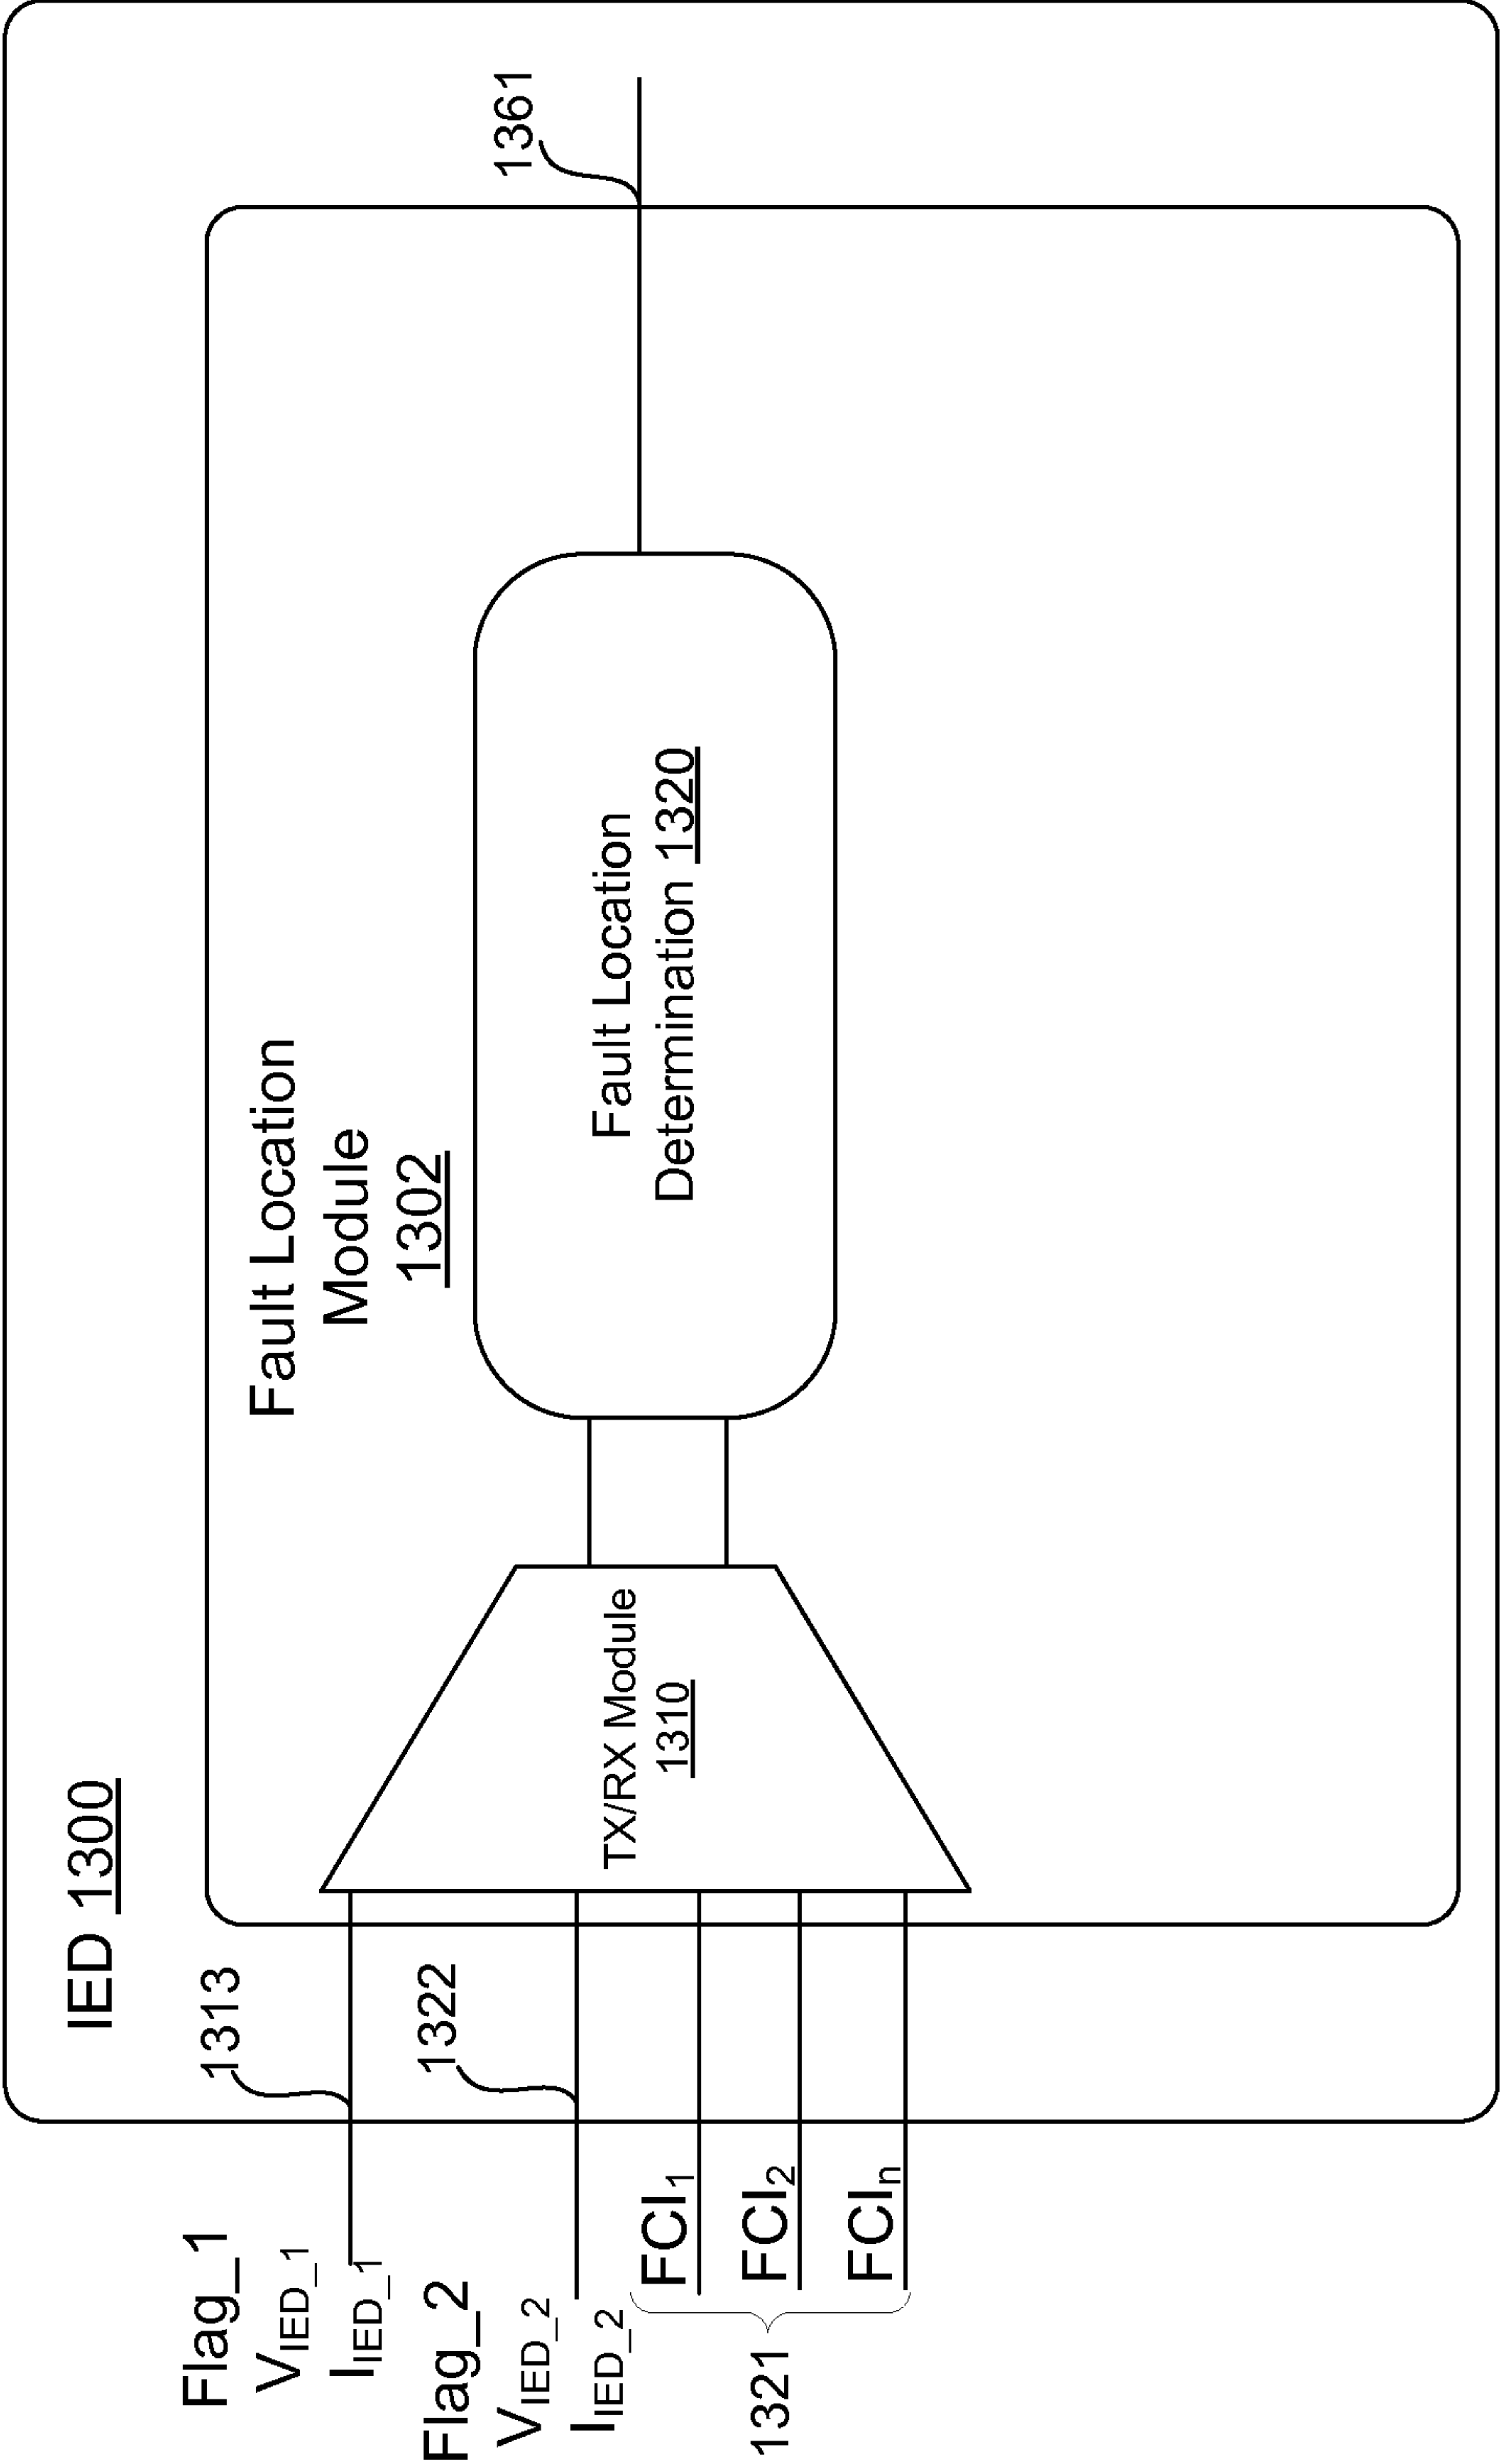 IED 1300
Fault Location
Module
1302
1361
1313
Flag_1
VIED_1
IIED_1
1322
Flag_2
VIED_2
IIED_2
TX/RX Module
1310
Fault Location
Determination 1320
FCI1
FCI2
FCIn
1321